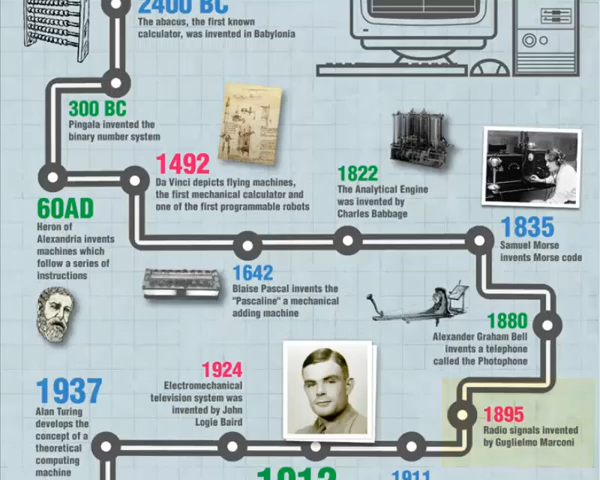 2400 BC
The abacus, the first known
calculator, was invented in Babylonia
300 BC
Pingala invented the
binary number system
1492
Da Vinci depicts flying machines,
the first mechanical calculator and
one of the first programmable robots
1822
The Analytical Engine
was invented by
Charles Babbage
60AD
Heron of
Alexandria invents
machines which
follow a series of
instructions
1835
Samuel Morse
invents Morse code
1642
Blaise Pascal invents the
"Pascaline" a mechanical
adding machine
1880
Alexander Graham Bell
invents a telephone
called the Photophone
1924
Electromechanical
television system was
invented by John
Logie Baird
1937
Alan Turing
develops the
concept of a
theoretical
computing
machine
1895
Radio signals invented
by Guglielmo Marconi
1912
1911